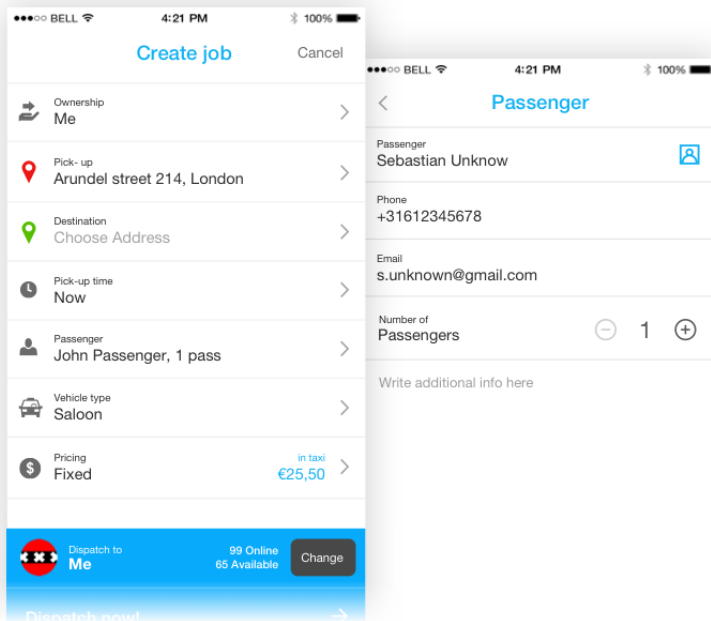 BELL 4:21 PM 100%
Create job Cancel
Ownership
Me
Pick- up
Arundel street 214, London
Destination
Choose Address
Pick-up time
Now
Passenger
John Passenger, 1 pass
Vehicle type
Saloon
Pricing in taxi
Fixed €25,50
Dispatch to 99 Online
Me 65 Available
Change
Dispatch now!
BELL 4:21 PM 100%
Passenger
Passenger
Sebastian Unknow
Phone
+31612345678
Email
s.unknown@gmail.com
Number of
Passengers 1
Write additional info here